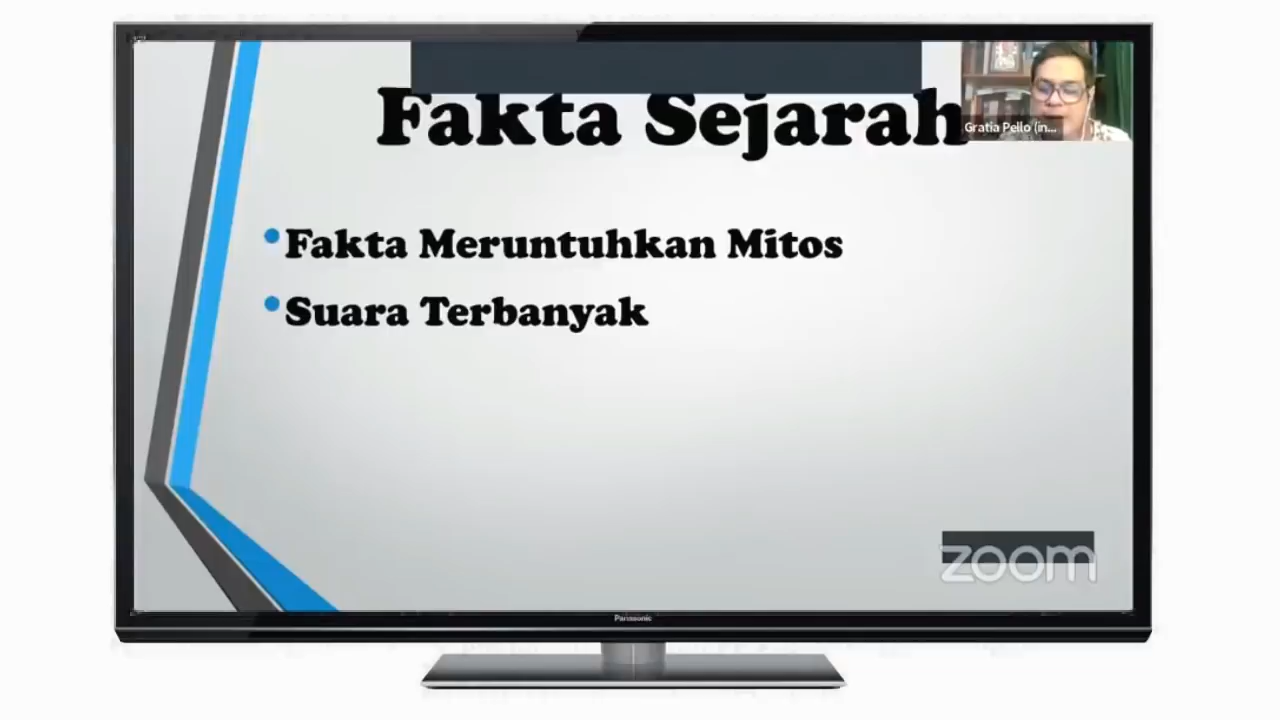 Fakta Sejarah
Gratia Pello (in...
• Fakta Meruntuhkan Mitos
• Suara Terbanyak
zoom
Panasonic